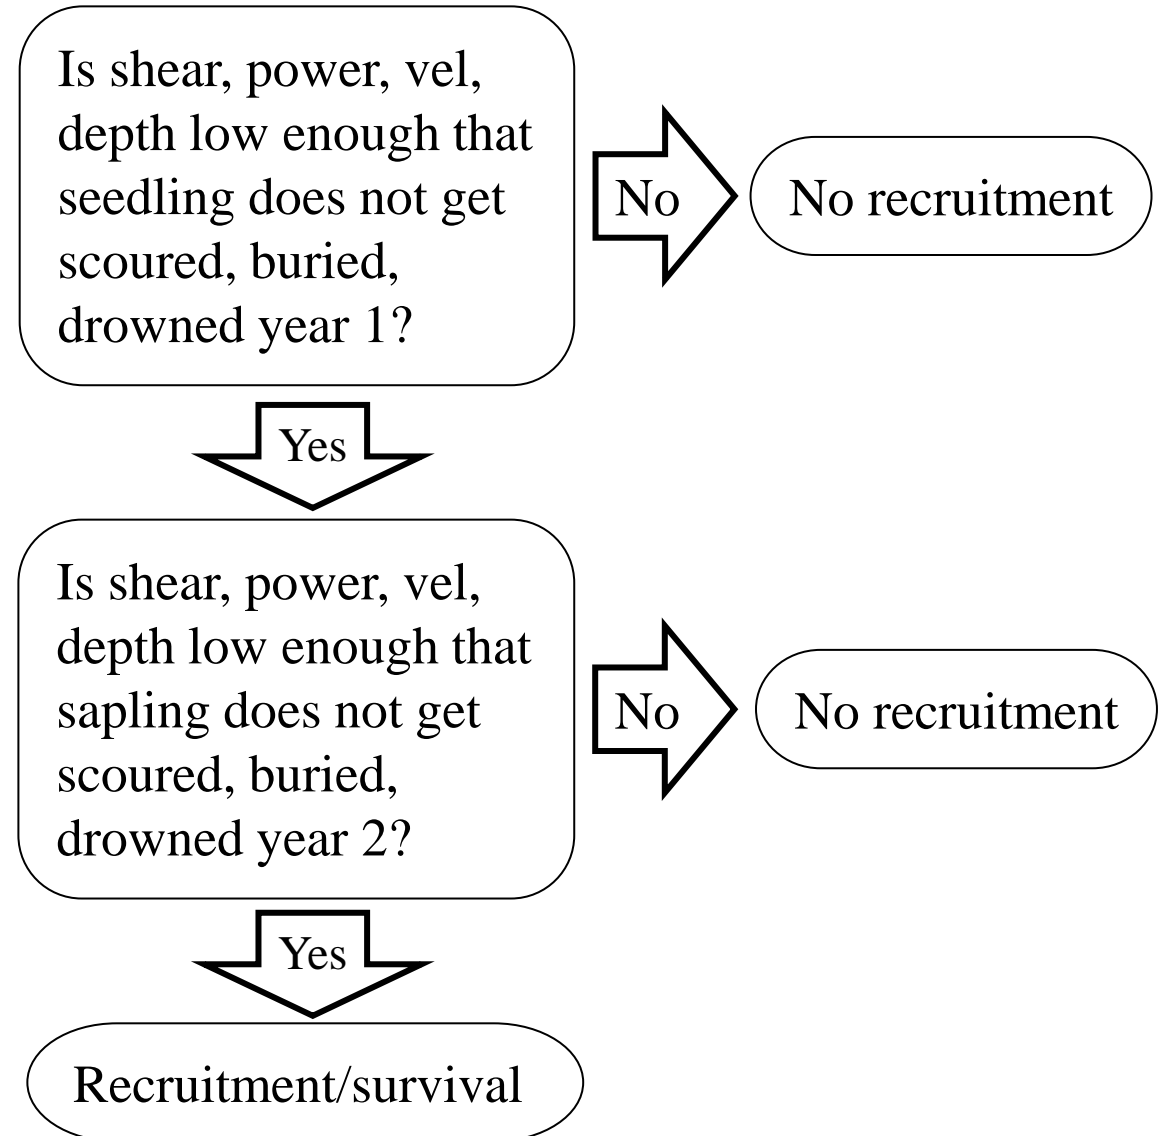 Is shear, power, vel,
depth low enough that
seedling does not get
scoured, buried,
drowned year 1?
No
No recruitment
Yes
Is shear, power, vel,
depth low enough that
sapling does not get
scoured, buried,
drowned year 2?
No
No recruitment
Yes
Recruitment/survival